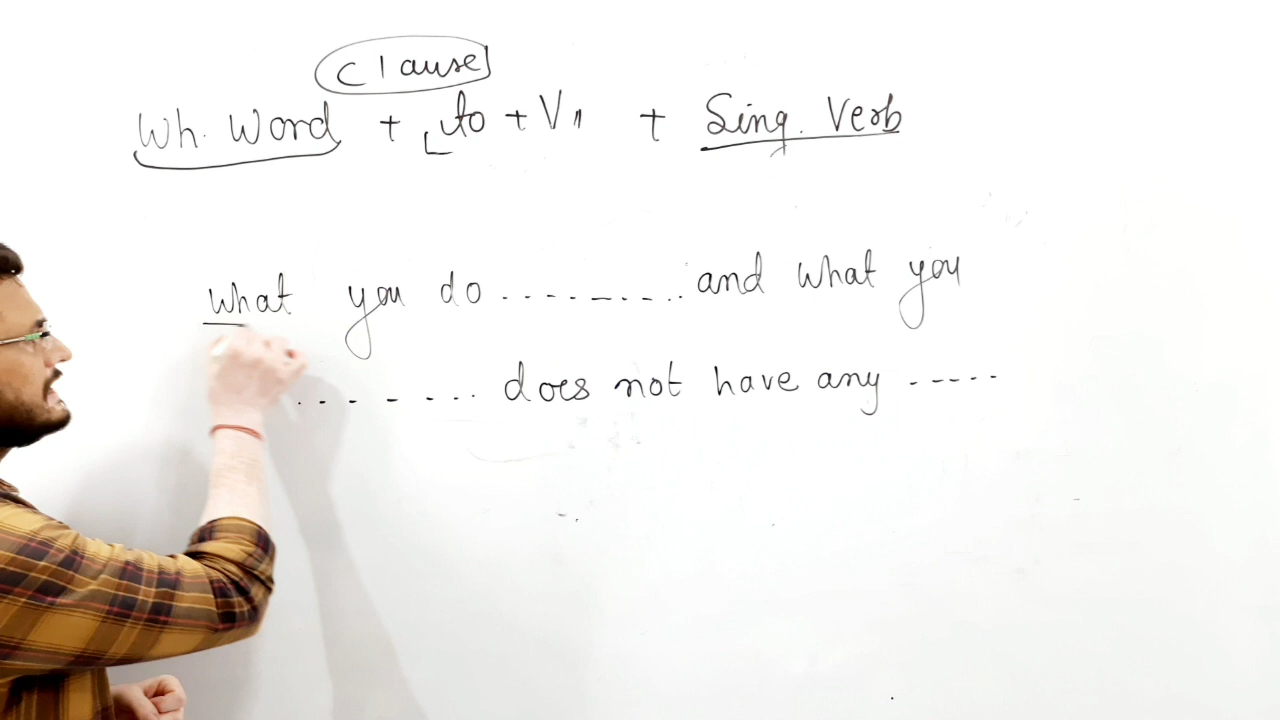 Clause
Wh. Word + to + V1 + Sing. Verb
What you do .......... and what you
........ does not have any .....